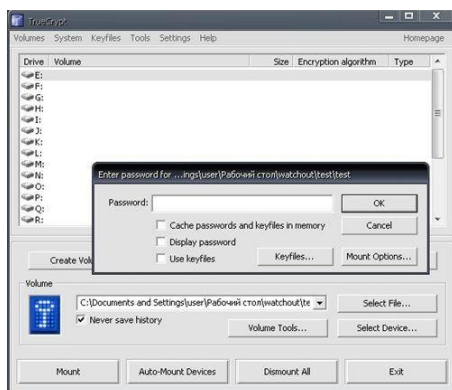 TrueCrypt
Volumes System Keyfiles Tools Settings Help Homepage
Drive Volume Size Encryption algorithm Type
E:
F:
G:
H:
I:
J:
K:
L:
M:
N:
O:
P:
Q:
R:
Enter password for ...ings\user\Рабочий стол\watchout\test\test
Password: OK
Cache passwords and keyfiles in memory Cancel
Display password
Use keyfiles Keyfiles... Mount Options...
Create Volu
Volume
C:\Documents and Settings\user\Рабочий стол\watchout\te Select File...
Never save history Volume Tools... Select Device...
Mount Auto-Mount Devices Dismount All Exit